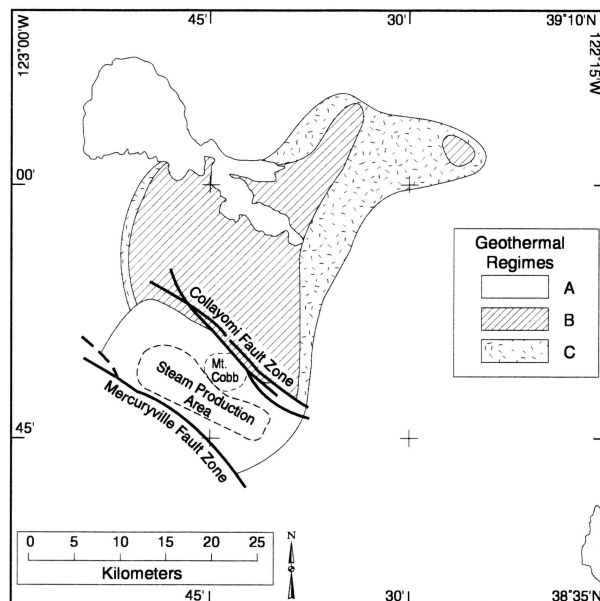 123°00'W
45'
30'
39°10'N
122°15'W
00'
Geothermal
Regimes
A
B
C
Collayomi Fault Zone
Mt.
Cobb
Steam Production
Area
Mercuryville Fault Zone
45'
0 5 10 15 20 25
Kilometers
N
45'
30'
38°35'N